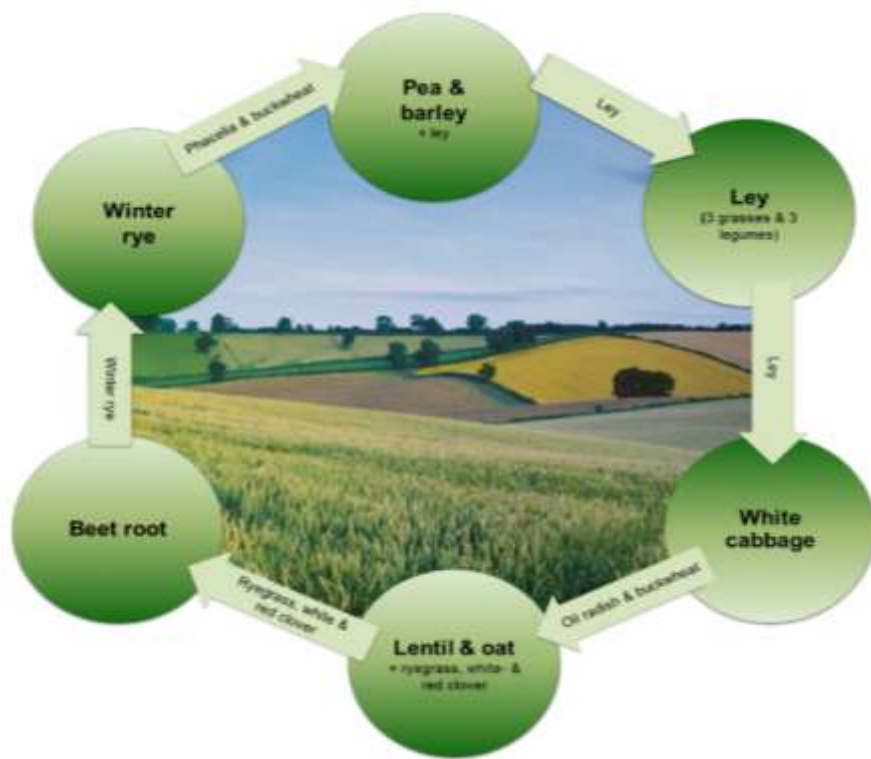 Pea &
barley
+ ley
Ley
Ley
(3 grasses & 3
legumes)
Ley
White
cabbage
Oil radish & buckwheat
Lentil & oat
+ ryegrass, white- &
red clover
Ryegrass, white &
red clover
Beet root
Winter rye
Winter
rye
Phacelia & buckwheat